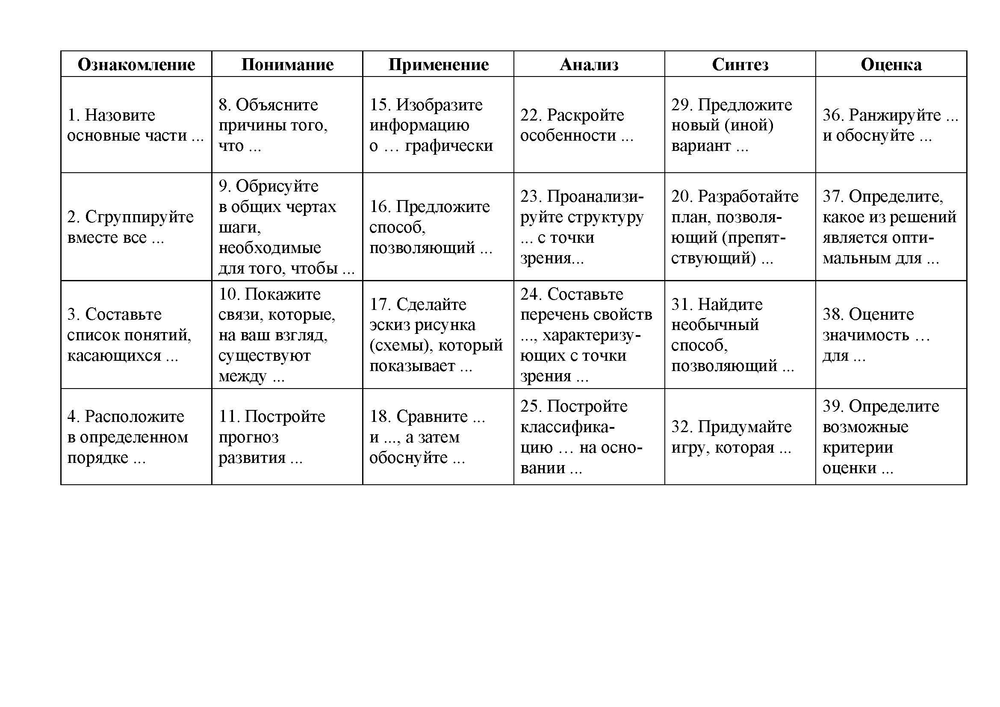 Ознакомление
Понимание
Применение
Анализ
Синтез
Оценка
1. Назовите
основные части ...
8. Объясните
причины того,
что ...
15. Изобразите
информацию
о … графически
22. Раскройте
особенности ...
29. Предложите
новый (иной)
вариант ...
36. Ранжируйте ...
и обоснуйте ...
2. Сгруппируйте
вместе все ...
9. Обрисуйте
в общих чертах
шаги,
необходимые
для того, чтобы ...
16. Предложите
способ,
позволяющий ...
23. Проанализи-
руйте структуру
... с точки
зрения...
20. Разработайте
план, позволя-
ющий (препят-
ствующий) ...
37. Определите,
какое из решений
является опти-
мальным для ...
3. Составьте
список понятий,
касающихся ...
10. Покажите
связи, которые,
на ваш взгляд,
существуют
между ...
17. Сделайте
эскиз рисунка
(схемы), который
показывает ...
24. Составьте
перечень свойств
..., характеризу-
ющих с точки
зрения ...
31. Найдите
необычный
способ,
позволяющий ...
38. Оцените
значимость …
для ...
4. Расположите
в определенном
порядке ...
11. Постройте
прогноз
развития ...
18. Сравните ...
и ..., а затем
обоснуйте ...
25. Постройте
классифика-
цию … на осно-
вании ...
32. Придумайте
игру, которая ...
39. Определите
возможные
критерии
оценки ...